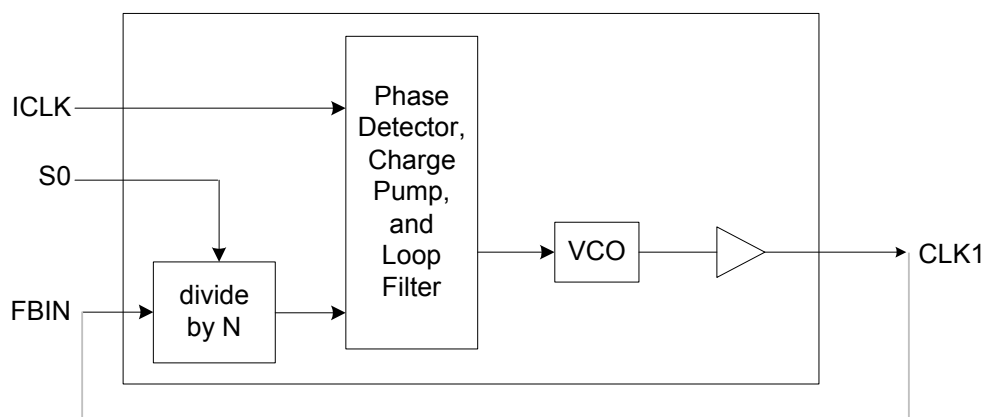 ICLK
S0
FBIN
divide
by N
Phase
Detector,
Charge
Pump,
and
Loop
Filter
VCO
CLK1